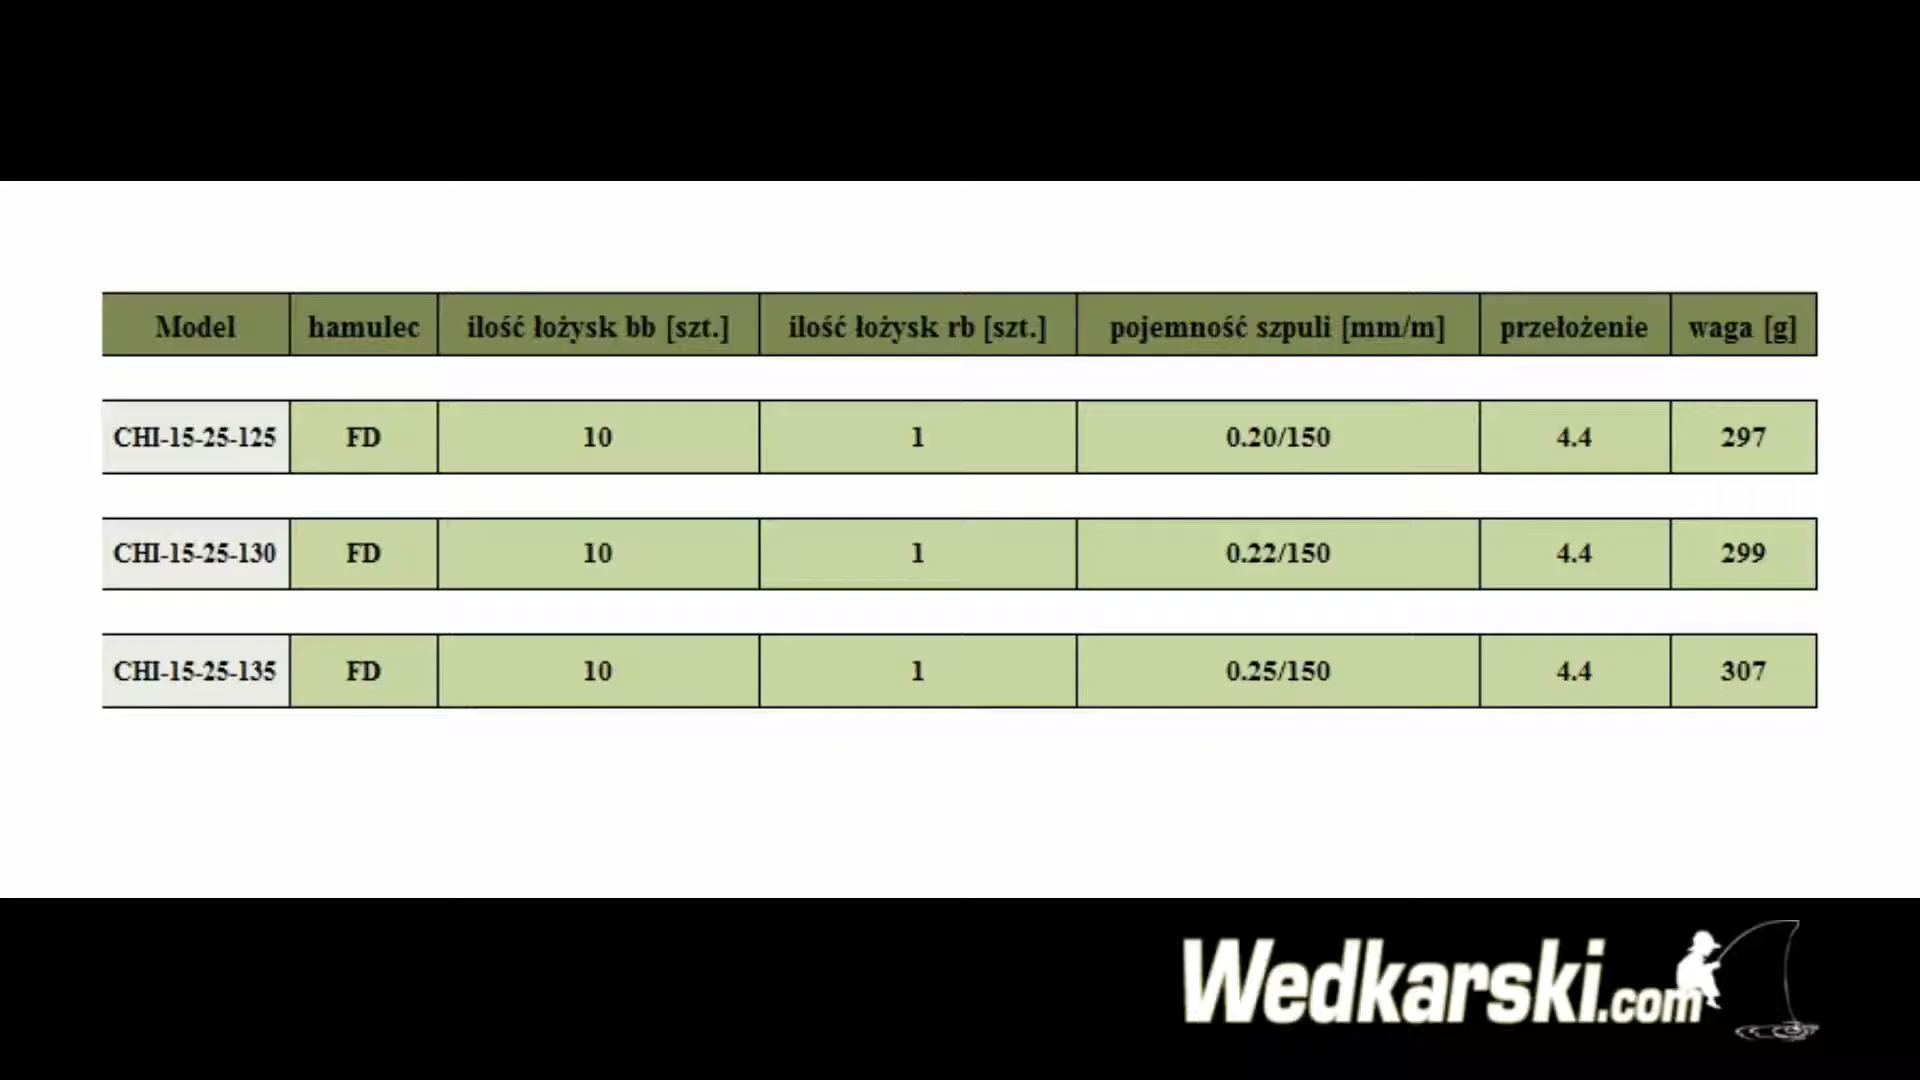 Model hamulec ilość łożysk bb [szt.] ilość łożysk rb [szt.] pojemność szpuli [mm/m] przełożenie waga [g]
CHI-15-25-125 FD 10 1 0.20/150 4.4 297
CHI-15-25-130 FD 10 1 0.22/150 4.4 299
CHI-15-25-135 FD 10 1 0.25/150 4.4 307
Wedkarski.com